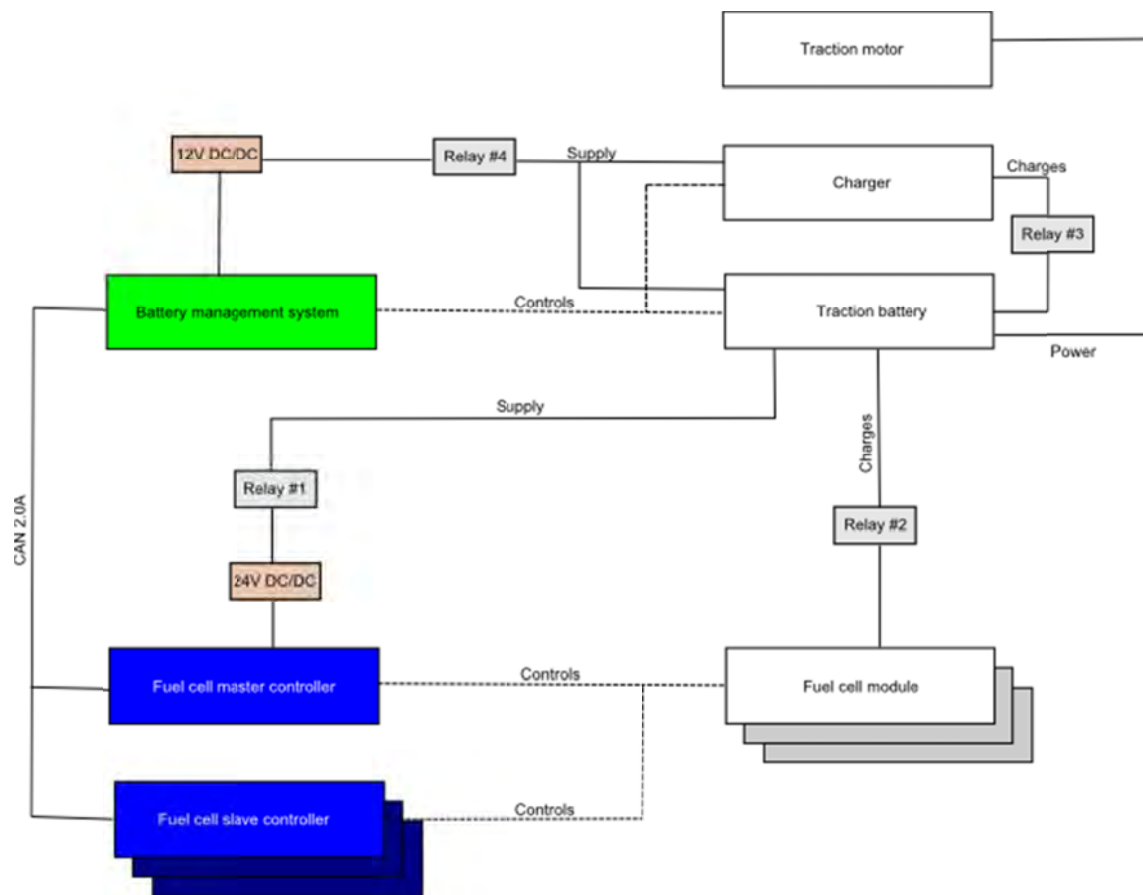 Traction motor
12V DC/DC
Relay #4
Supply
Charger
Charges
Relay #3
Battery management system
Controls
Traction battery
Power
Supply
Charges
Relay #1
Relay #2
CAN 2.0A
24V DC/DC
Fuel cell master controller
Controls
Fuel cell module
Fuel cell slave controller
Controls